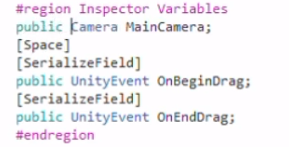 #region Inspector Variables
public Camera MainCamera;
[Space]
[SerializeField]
public UnityEvent OnBeginDrag;
[SerializeField]
public UnityEvent OnEndDrag;
#endregion